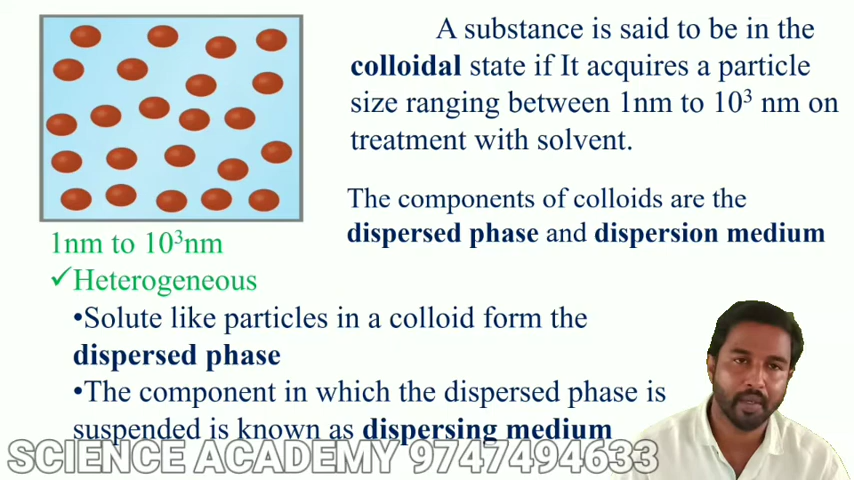 A substance is said to be in the
colloidal state if It acquires a particle
size ranging between 1nm to 10³ nm on
treatment with solvent.
The components of colloids are the
dispersed phase and dispersion medium
1nm to 10³nm
✓Heterogeneous
•Solute like particles in a colloid form the
dispersed phase
•The component in which the dispersed phase is
suspended is known as dispersing medium
SCIENCE ACADEMY 9747494633